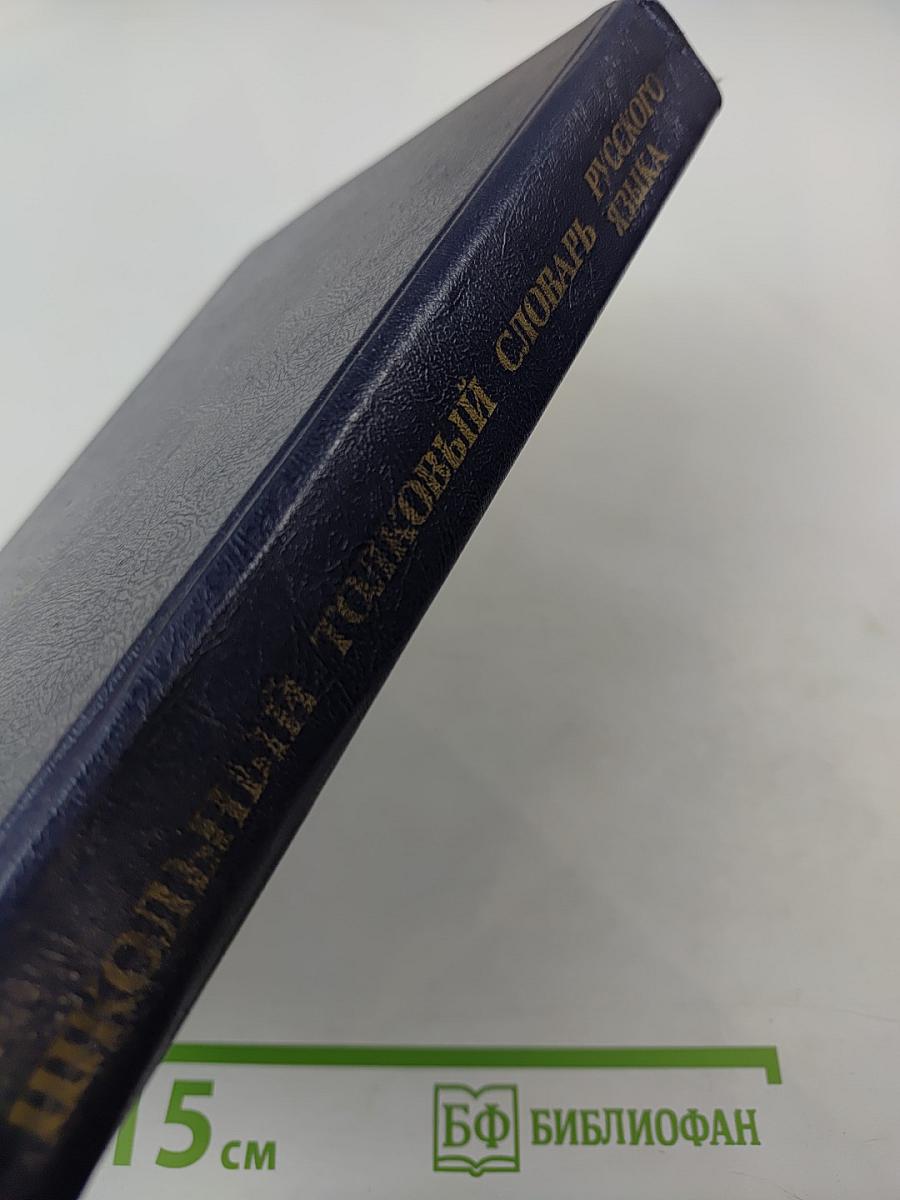 ШКОЛЬНЫЙ ТОЛКОВЫЙ СЛОВАРЬ РУССКОГО
ЯЗЫКА
15 см
БФ БИБЛИОФАН